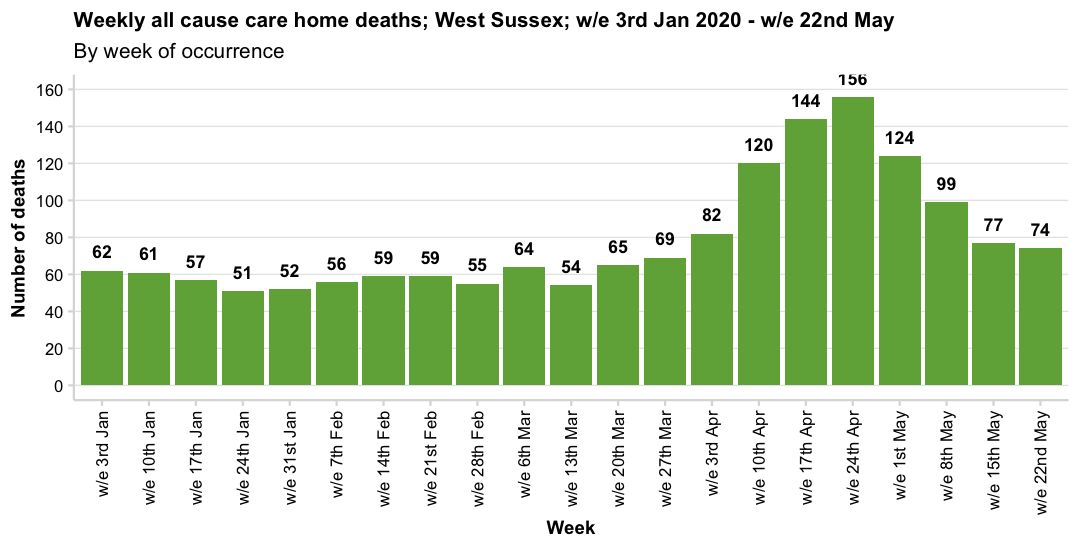 Weekly all cause care home deaths; West Sussex; w/e 3rd Jan 2020 - w/e 22nd May
By week of occurrence
Number of deaths
160
140
120
100
80
60
40
20
0
62
61
57
51
52
56
59
59
55
64
54
65
69
82
120
144
156
124
99
77
74
w/e 3rd Jan
w/e 10th Jan
w/e 17th Jan
w/e 24th Jan
w/e 31st Jan
w/e 7th Feb
w/e 14th Feb
w/e 21st Feb
w/e 28th Feb
w/e 6th Mar
w/e 13th Mar
w/e 20th Mar
w/e 27th Mar
w/e 3rd Apr
w/e 10th Apr
w/e 17th Apr
w/e 24th Apr
w/e 1st May
w/e 8th May
w/e 15th May
w/e 22nd May
Week